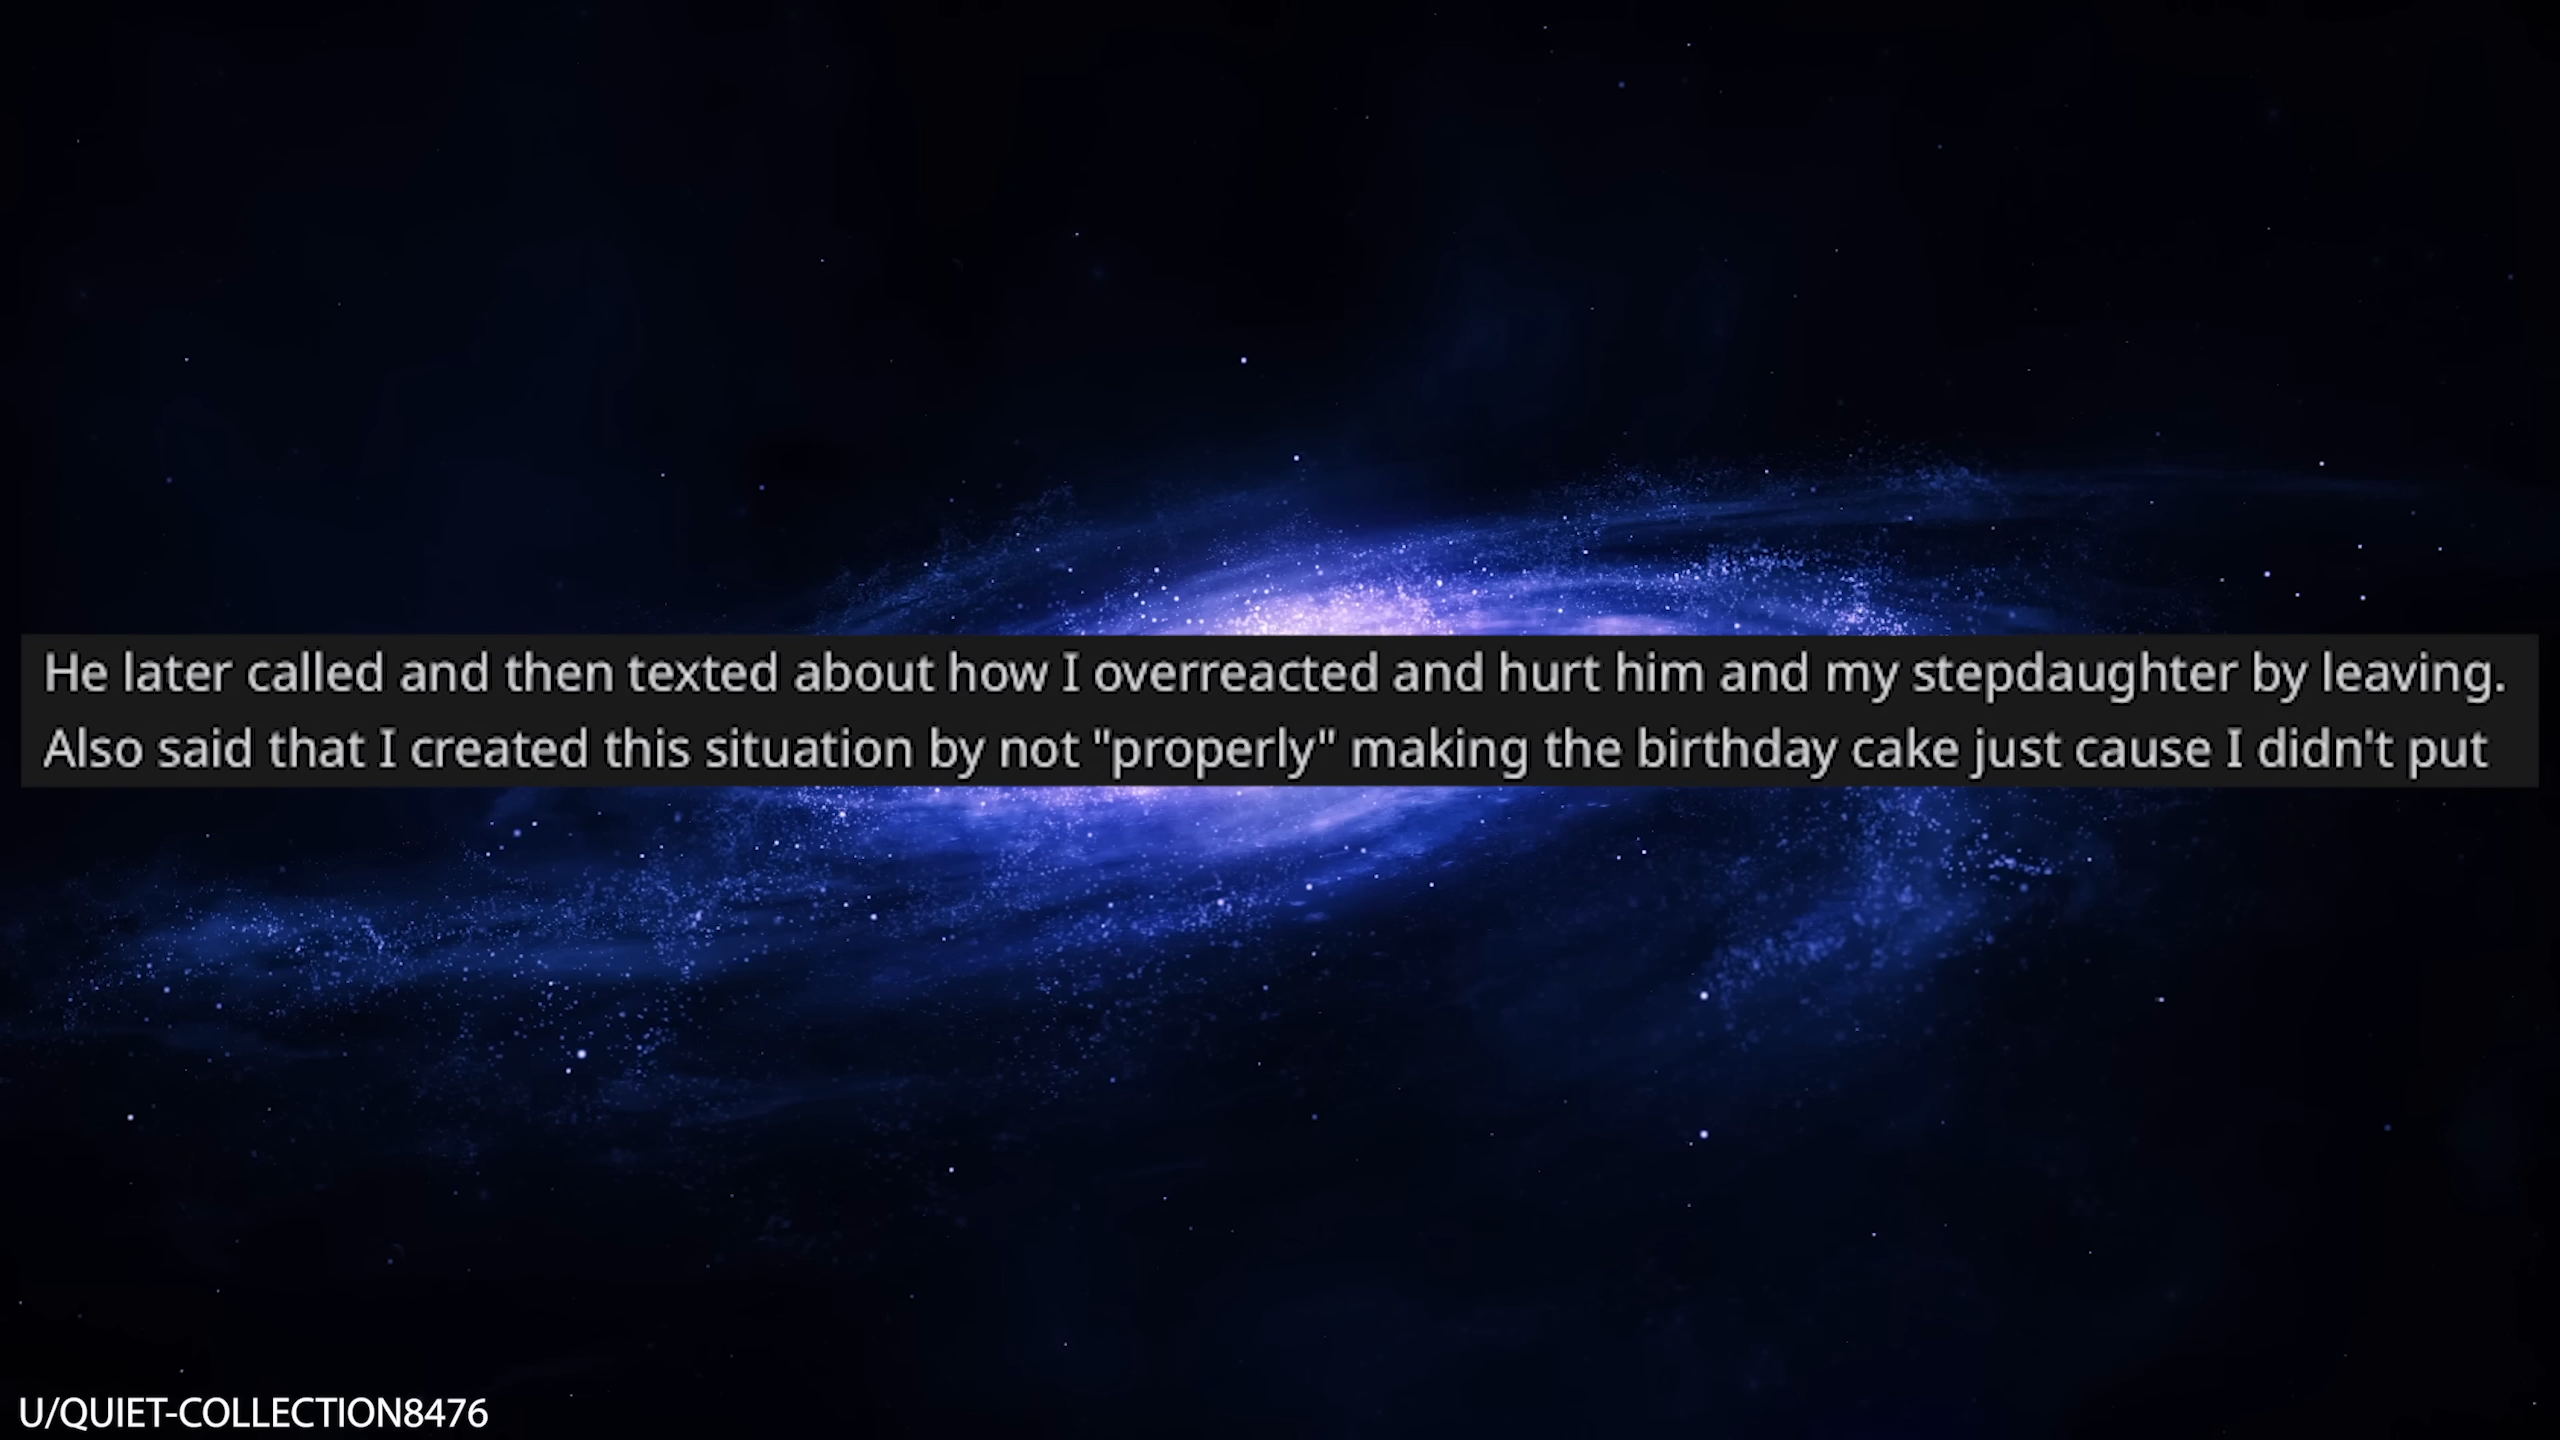 He later called and then texted about how I overreacted and hurt him and my stepdaughter by leaving.
Also said that I created this situation by not "properly" making the birthday cake just cause I didn't put
U/QUIET-COLLECTION8476